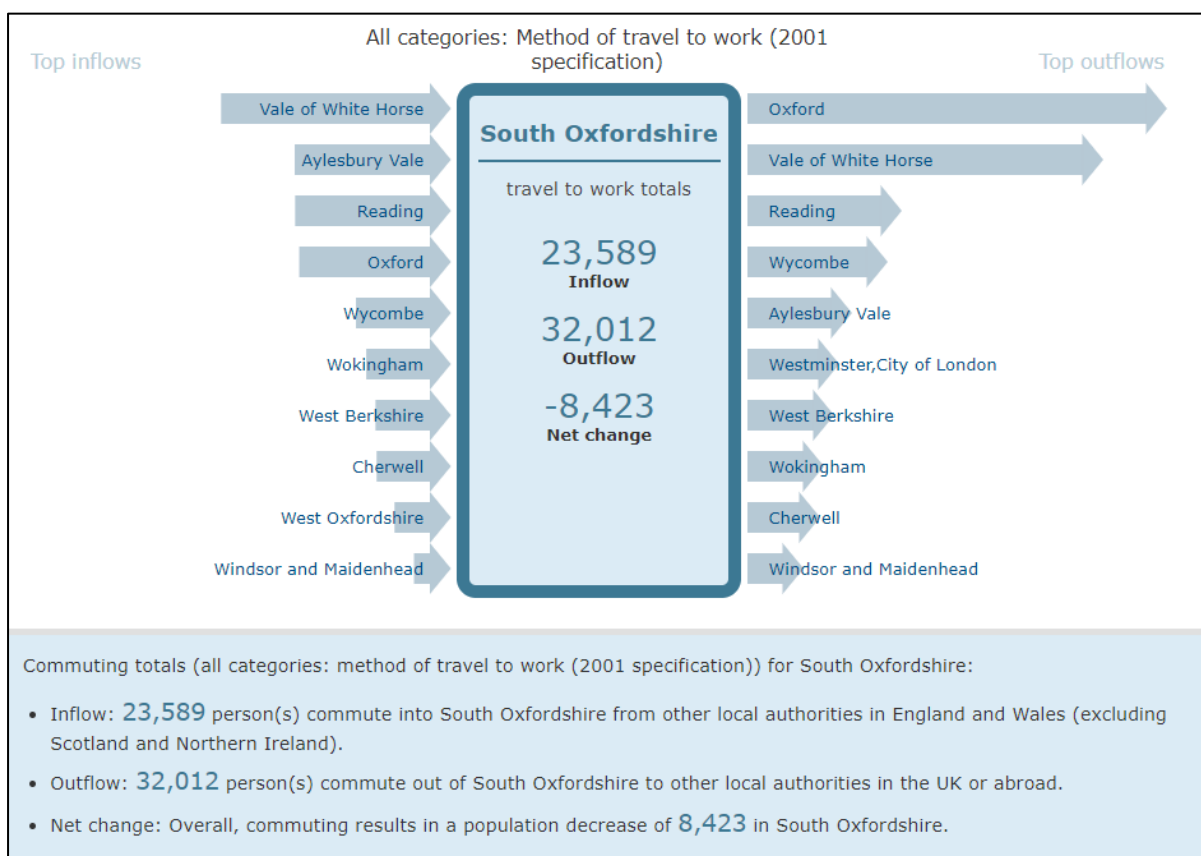 All categories: Method of travel to work (2001
specification)
Top inflows
Top outflows
Vale of White Horse
Aylesbury Vale
Reading
Oxford
Wycombe
Wokingham
West Berkshire
Cherwell
West Oxfordshire
Windsor and Maidenhead
South Oxfordshire
travel to work totals
23,589
Inflow
32,012
Outflow
-8,423
Net change
Oxford
Vale of White Horse
Reading
Wycombe
Aylesbury Vale
Westminster,City of London
West Berkshire
Wokingham
Cherwell
Windsor and Maidenhead
Commuting totals (all categories: method of travel to work (2001 specification)) for South Oxfordshire:
• Inflow: 23,589 person(s) commute into South Oxfordshire from other local authorities in England and Wales (excluding
Scotland and Northern Ireland).
• Outflow: 32,012 person(s) commute out of South Oxfordshire to other local authorities in the UK or abroad.
• Net change: Overall, commuting results in a population decrease of 8,423 in South Oxfordshire.